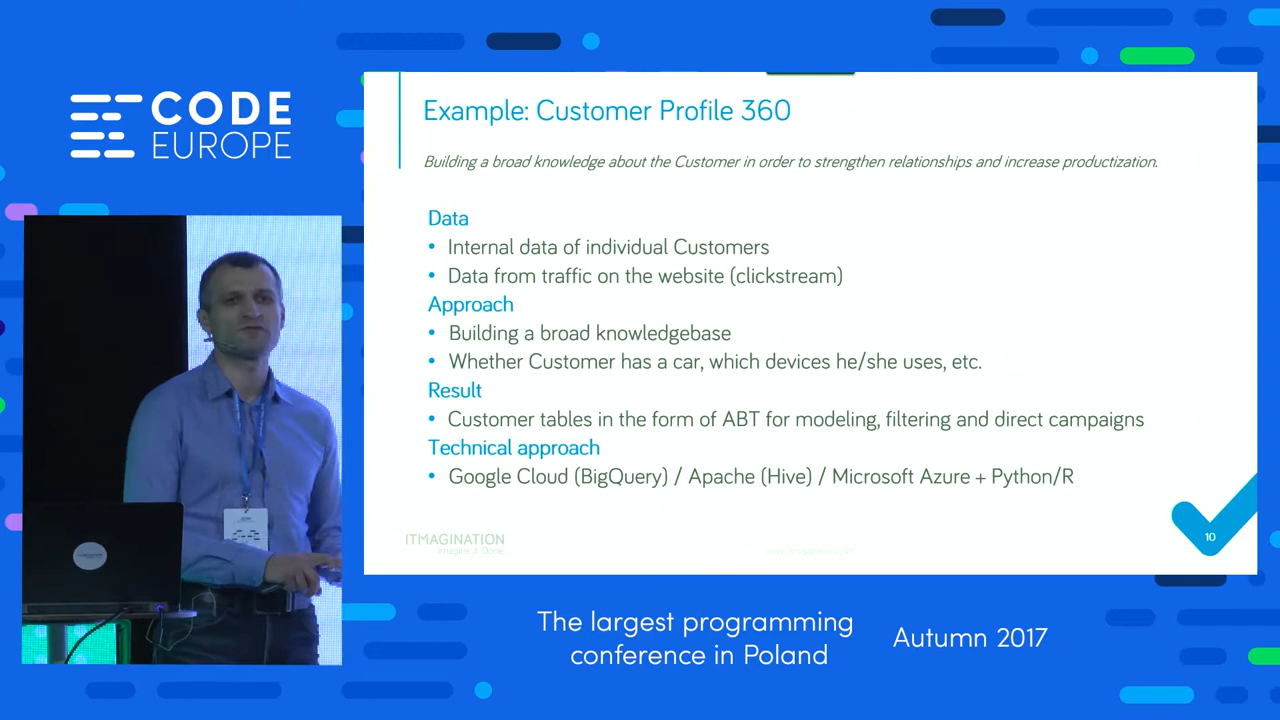 CODE
EUROPE
Example: Customer Profile 360
Building a broad knowledge about the Customer in order to strengthen relationships and increase productization.
Data
• Internal data of individual Customers
• Data from traffic on the website (clickstream)
Approach
• Building a broad knowledgebase
• Whether Customer has a car, which devices he/she uses, etc.
Result
• Customer tables in the form of ABT for modeling, filtering and direct campaigns
Technical approach
• Google Cloud (BigQuery) / Apache (Hive) / Microsoft Azure + Python/R
10
ITMAGINATION
Imagine it. Done.
The largest programming
conference in Poland
Autumn 2017